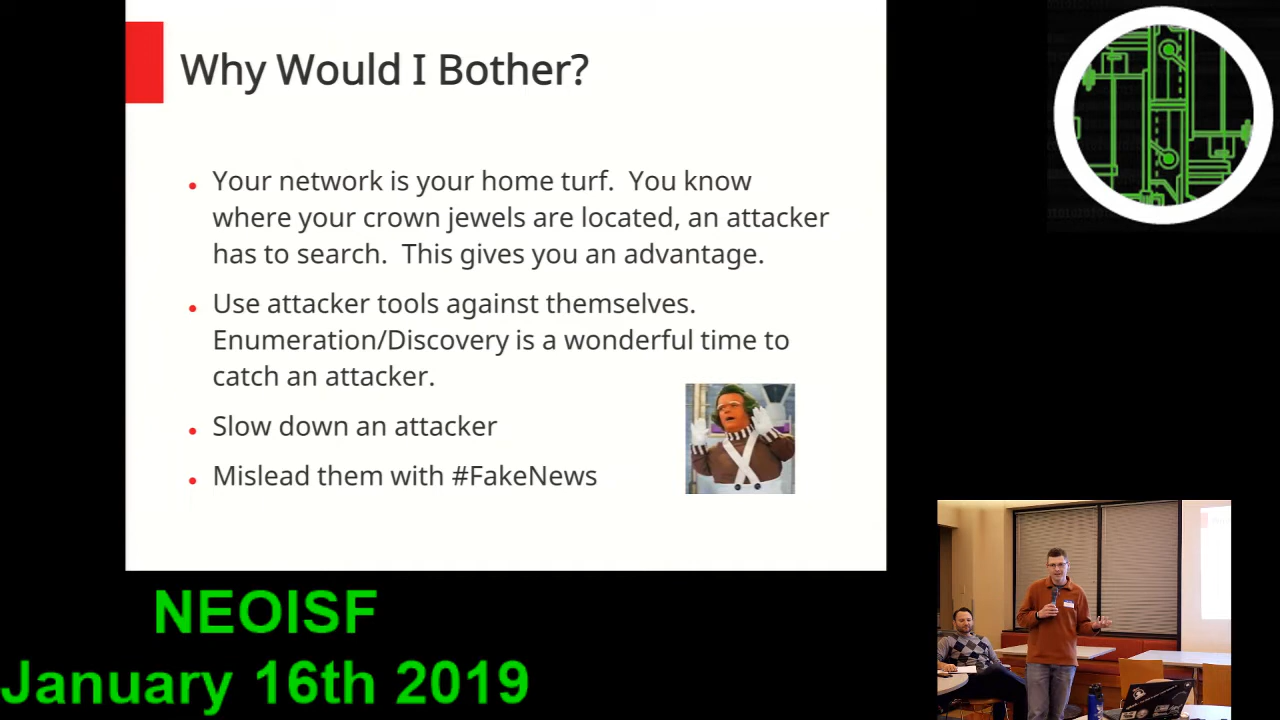 Why Would I Bother?
Your network is your home turf.  You know
where your crown jewels are located, an attacker
has to search.  This gives you an advantage.
Use attacker tools against themselves.
Enumeration/Discovery is a wonderful time to
catch an attacker.
Slow down an attacker
Mislead them with #FakeNews
NEOISF
January 16th 2019